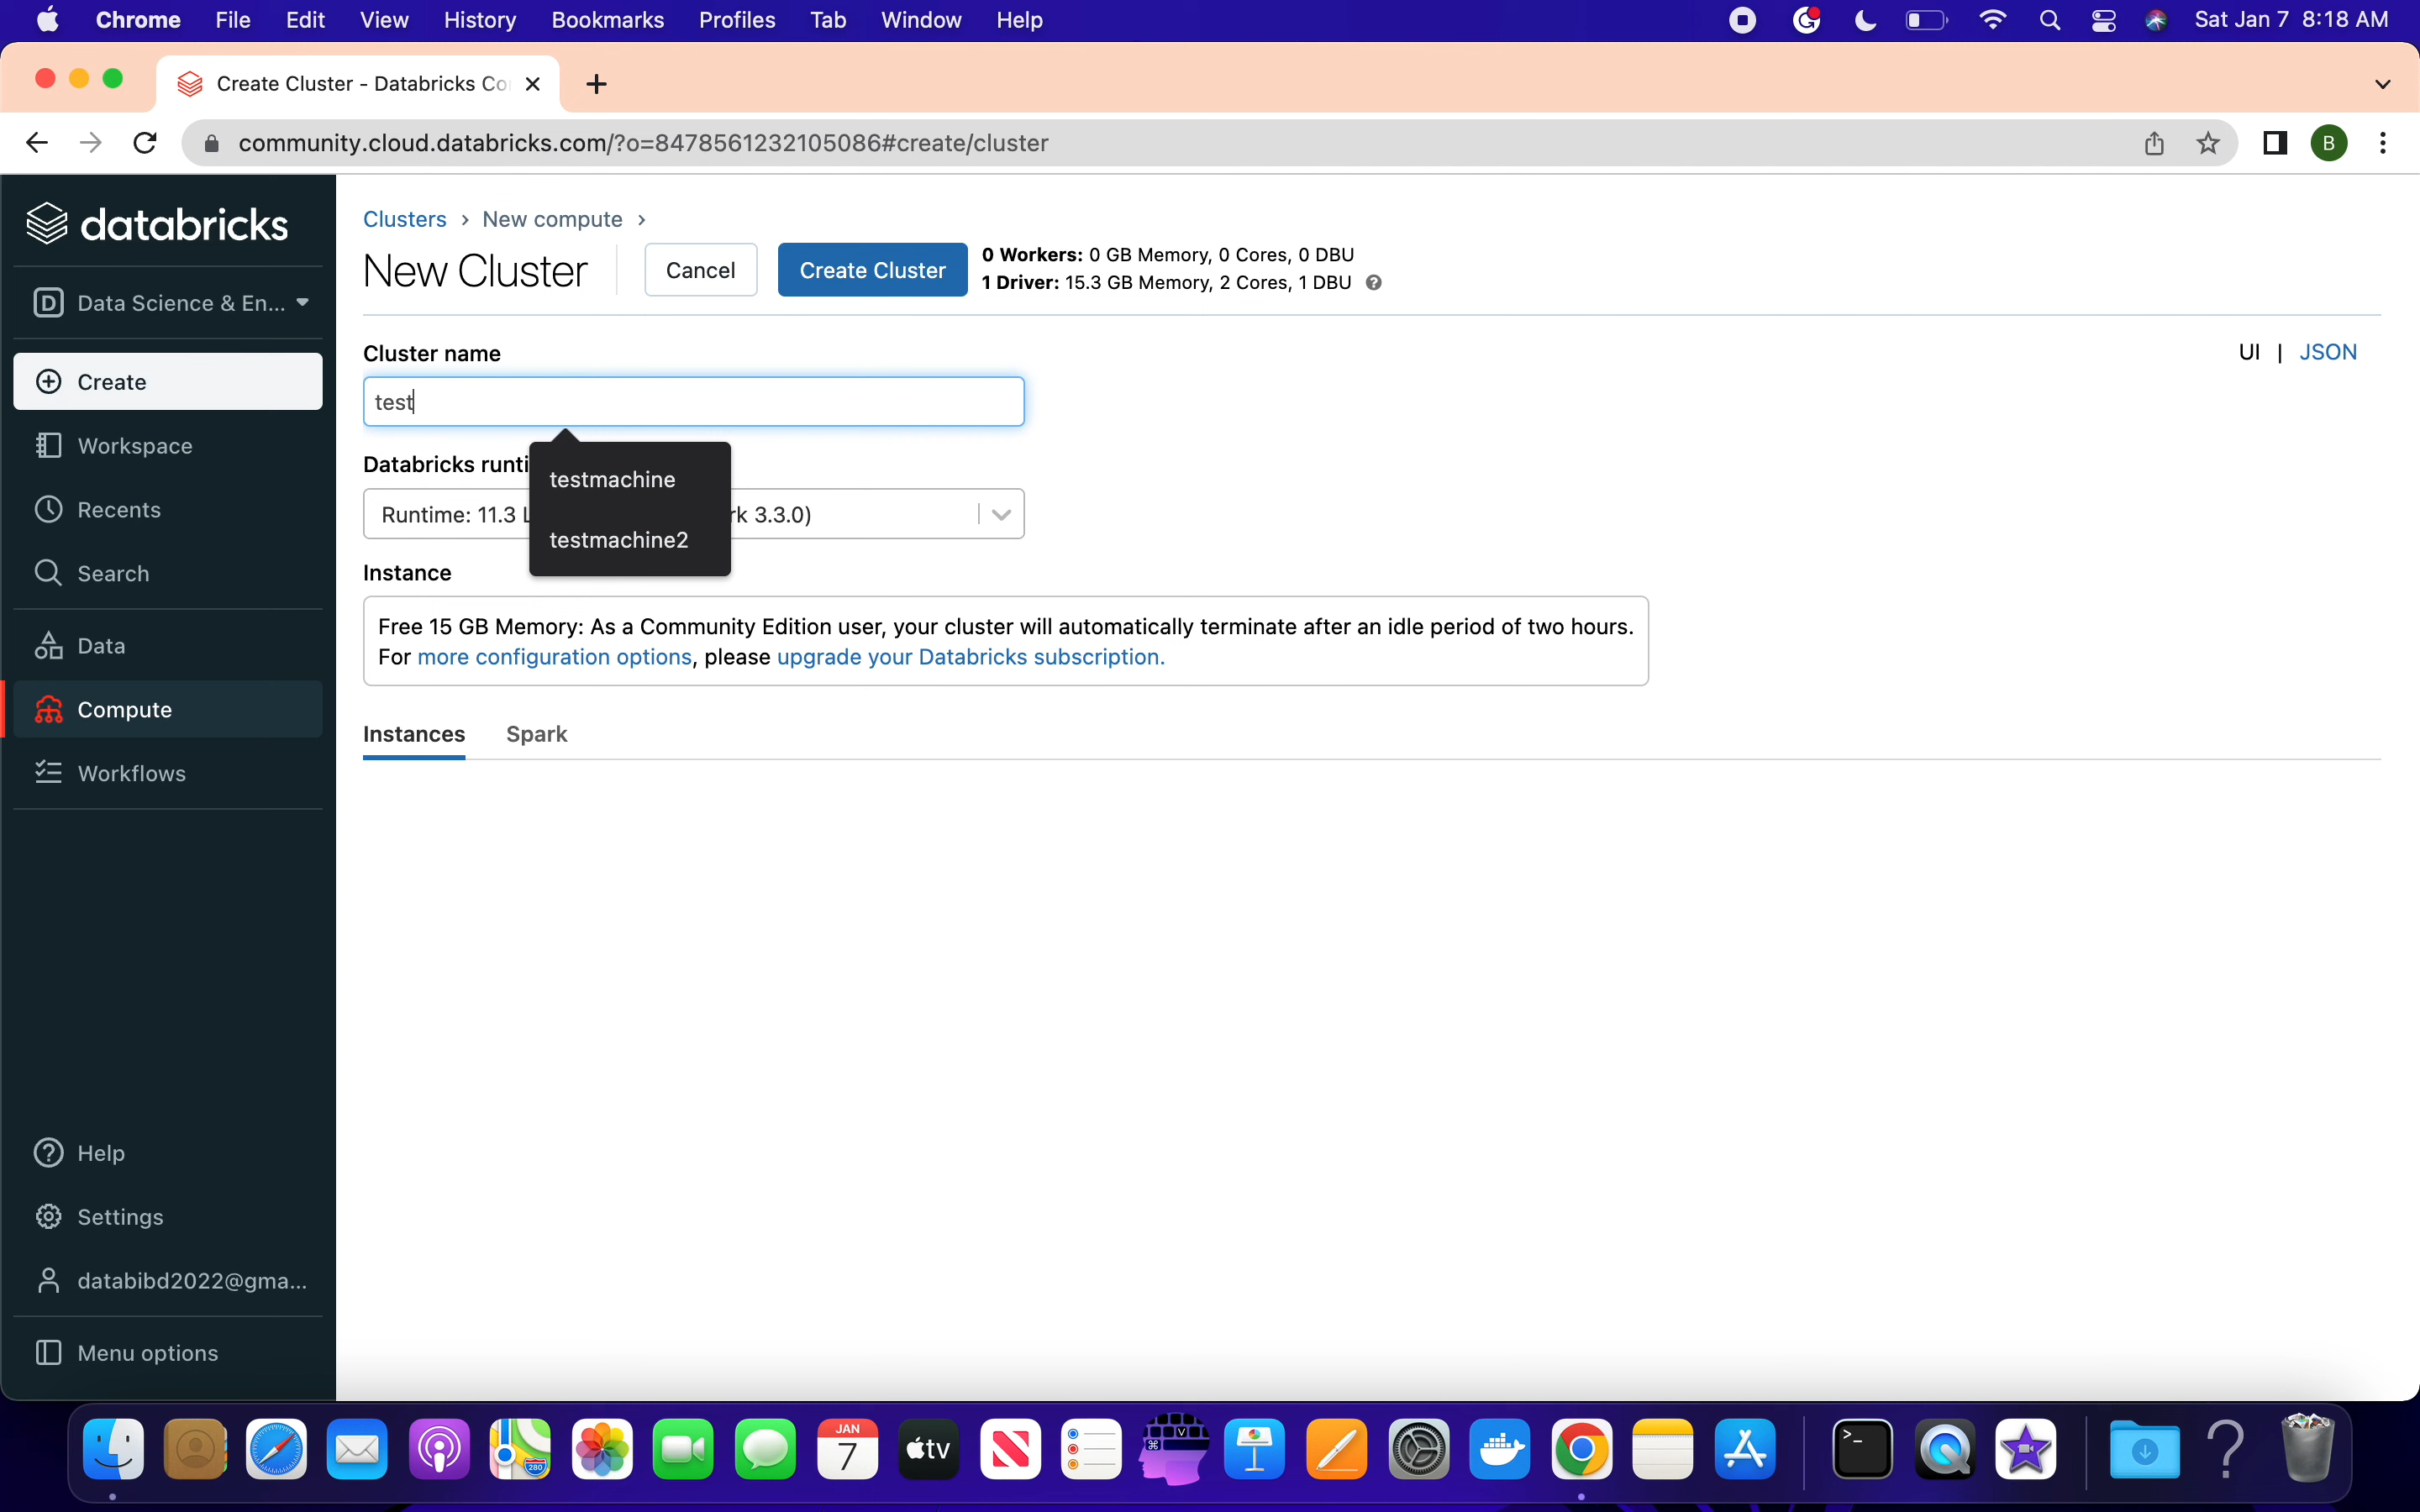 Chrome File Edit View History Bookmarks Profiles Tab Window Help Sat Jan 7 8:18 AM
Create Cluster - Databricks Co
community.cloud.databricks.com/?o=8478561232105086#create/cluster
B
databricks
D Data Science & En...
Create
Workspace
Recents
Search
Data
Compute
Workflows
Help
Settings
databibd2022@gma...
Menu options
Clusters > New compute >
New Cluster
Cancel
Create Cluster
0 Workers: 0 GB Memory, 0 Cores, 0 DBU
1 Driver: 15.3 GB Memory, 2 Cores, 1 DBU ?
UI | JSON
Cluster name
test
testmachine
testmachine2
Databricks runti
Runtime: 11.3 L rk 3.3.0)
Instance
Free 15 GB Memory: As a Community Edition user, your cluster will automatically terminate after an idle period of two hours.
For more configuration options, please upgrade your Databricks subscription.
Instances Spark
280
JAN
7
tv
⌘ V
>_
?